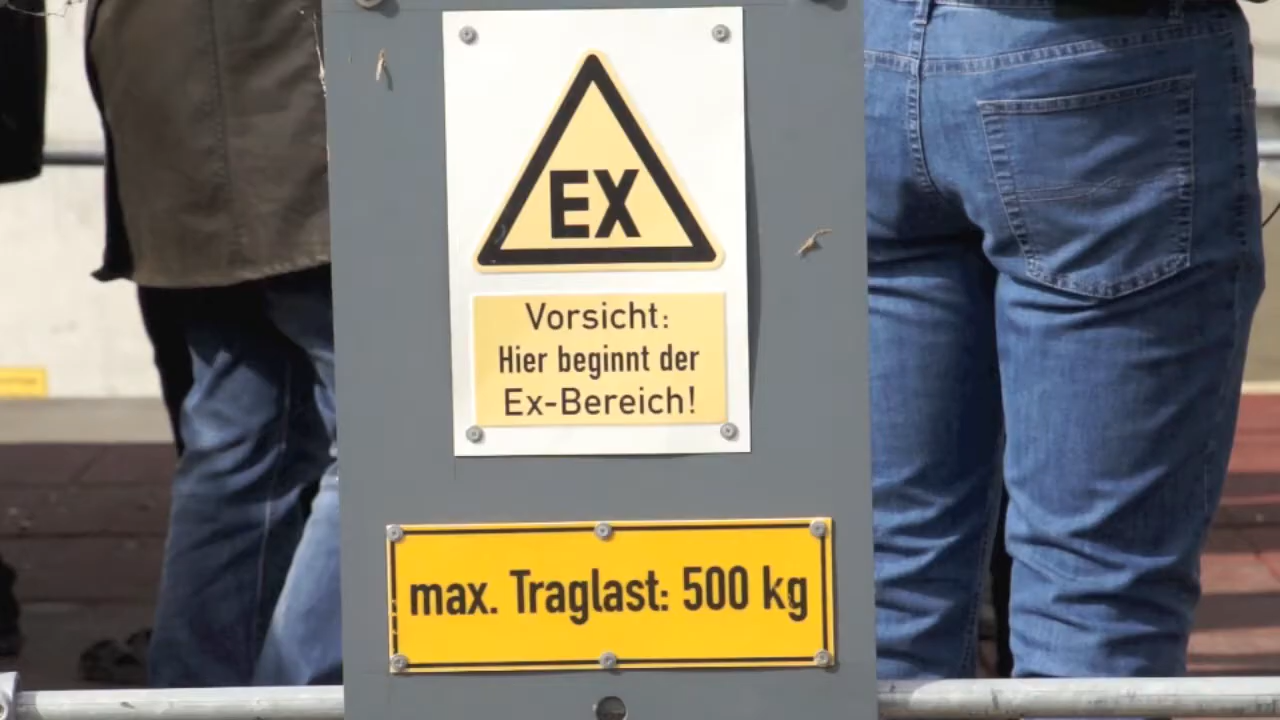 EX
Vorsicht:
Hier beginnt der
Ex-Bereich!
max. Traglast: 500 kg